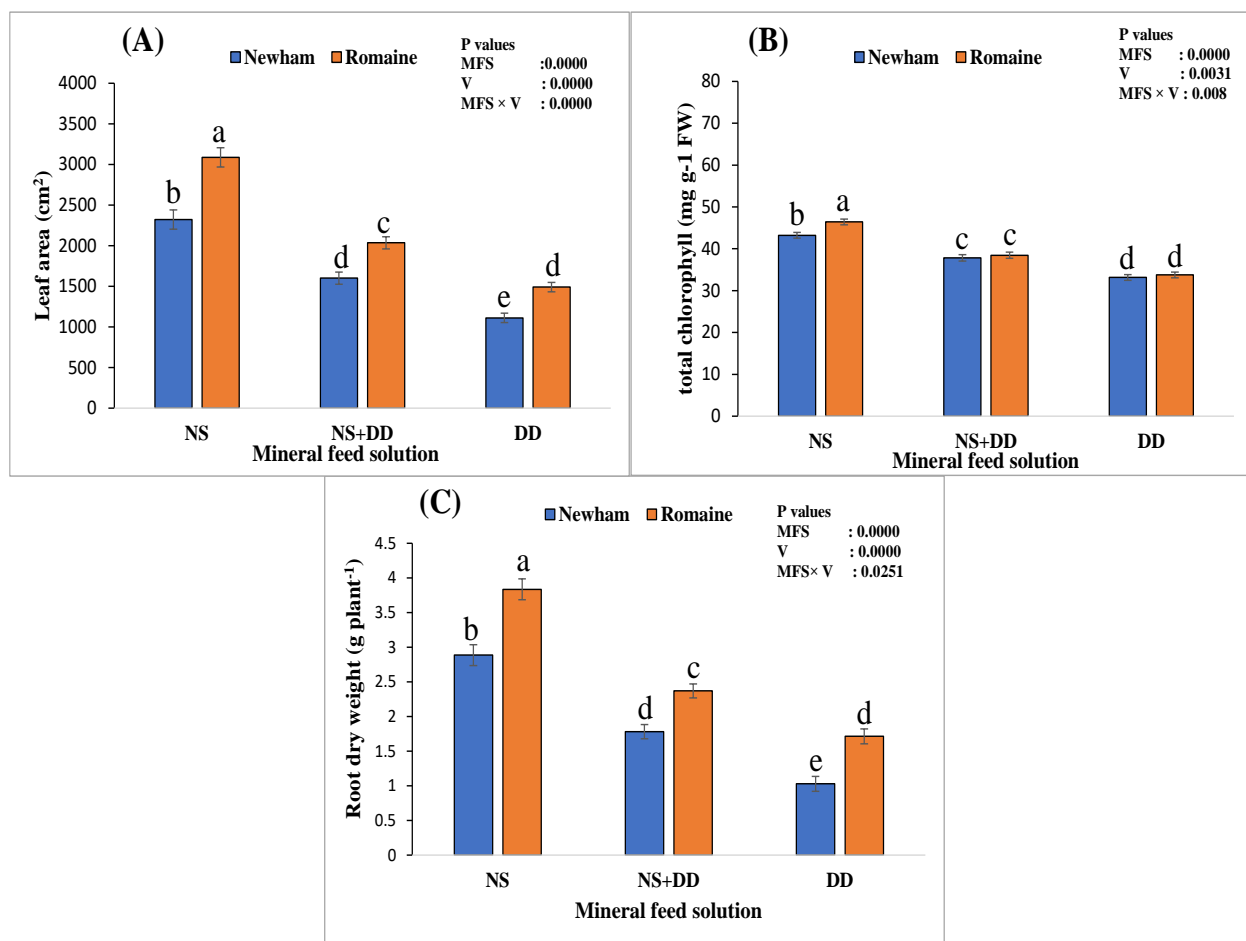 (A)
Newham Romaine
P values
MFS :0.0000
V : 0.0000
MFS × V : 0.0000
Leaf area (cm²)
4000
3500
3000
2500
2000
1500
1000
500
0
b
a
d
c
e
d
NS
NS+DD
DD
Mineral feed solution
(B)
Newham Romaine
P values
MFS : 0.0000
V : 0.0031
MFS × V : 0.008
total chlorophyll (mg g-1 FW)
80
70
60
50
40
30
20
10
0
b
a
c
c
d
d
NS
NS+DD
DD
Mineral feed solution
(C)
Newham Romaine
P values
MFS : 0.0000
V : 0.0000
MFS× V : 0.0251
Root dry weight (g plant⁻¹)
4.5
4
3.5
3
2.5
2
1.5
1
0.5
0
b
a
d
c
e
d
NS
NS+DD
DD
Mineral feed solution